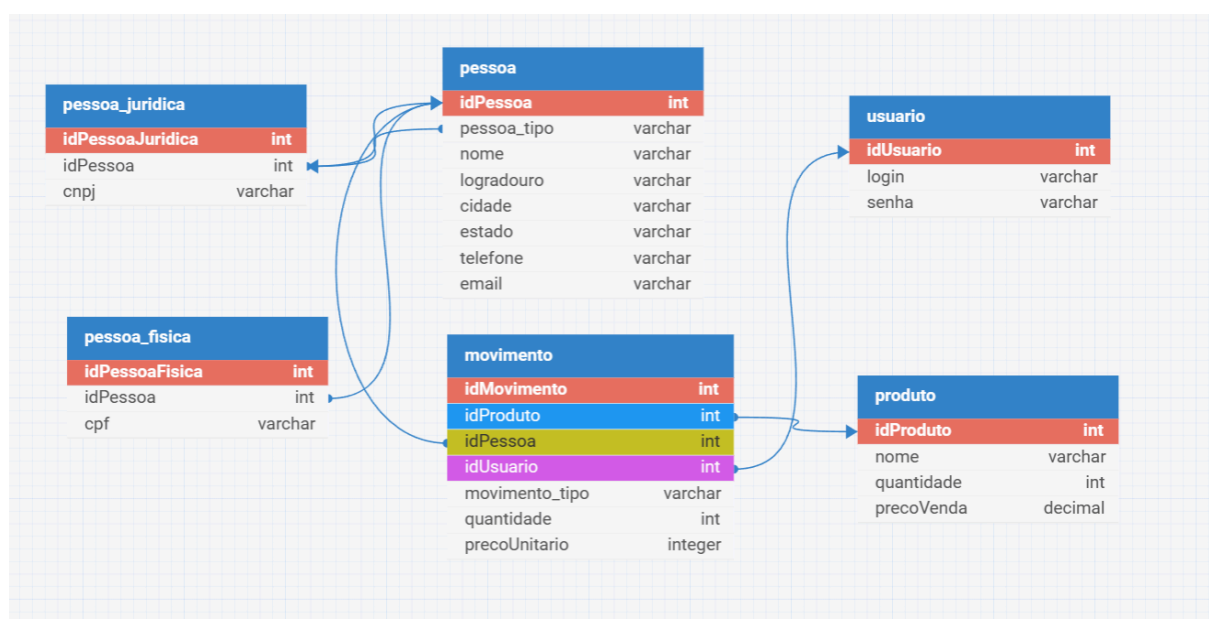 pessoa_juridica
idPessoaJuridica int
idPessoa int
cnpj varchar
pessoa
idPessoa int
pessoa_tipo varchar
nome varchar
logradouro varchar
cidade varchar
estado varchar
telefone varchar
email varchar
usuario
idUsuario int
login varchar
senha varchar
pessoa_fisica
idPessoaFisica int
idPessoa int
cpf varchar
movimento
idMovimento int
idProduto int
idPessoa int
idUsuario int
movimento_tipo varchar
quantidade int
precoUnitario integer
produto
idProduto int
nome varchar
quantidade int
precoVenda decimal